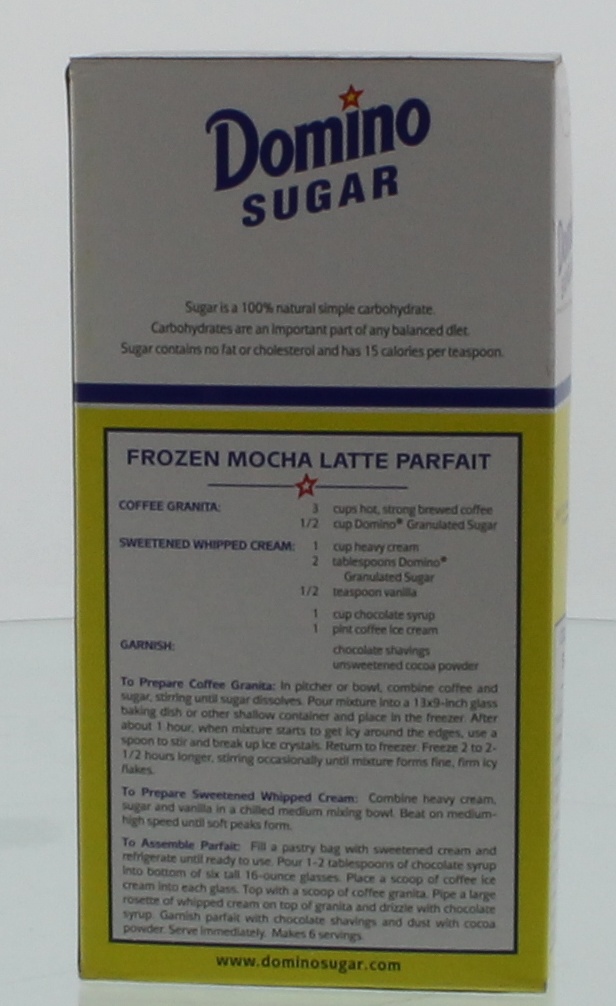 Domino
SUGAR
Sugar is a 100% natural simple carbohydrate.
Carbohydrates are an important part of any balanced diet.
Sugar contains no fat or cholesterol and has 15 calories per teaspoon.
FROZEN MOCHA LATTE PARFAIT
COFFEE GRANITA: 3 cups hot, strong brewed coffee
1/2 cup Domino® Granulated Sugar
SWEETENED WHIPPED CREAM: 1 cup heavy cream
2 tablespoons Domino®
Granulated Sugar
1/2 teaspoon vanilla
1 cup chocolate syrup
1 pint coffee ice cream
GARNISH: chocolate shavings
unsweetened cocoa powder
To Prepare Coffee Granita: In pitcher or bowl, combine coffee and
sugar, stirring until sugar dissolves. Pour mixture into a 13x9-inch glass
baking dish or other shallow container and place in the freezer. After
about 1 hour, when mixture starts to get icy around the edges, use a
spoon to stir and break up ice crystals. Return to freezer. Freeze 2 to 2-
1/2 hours longer, stirring occasionally until mixture forms fine, firm icy
flakes.
To Prepare Sweetened Whipped Cream: Combine heavy cream,
sugar and vanilla in a chilled medium mixing bowl. Beat on medium-
high speed until soft peaks form.
To Assemble Parfait: Fill a pastry bag with sweetened cream and
refrigerate until ready to use. Pour 1-2 tablespoons of chocolate syrup
into bottom of six tall 16-ounce glasses. Place a scoop of coffee ice
cream into each glass. Top with a scoop of coffee granita. Pipe a large
rosette of whipped cream on top of granita and drizzle with chocolate
syrup. Garnish parfait with chocolate shavings and dust with cocoa
powder. Serve immediately. Makes 6 servings.
www.dominosugar.com